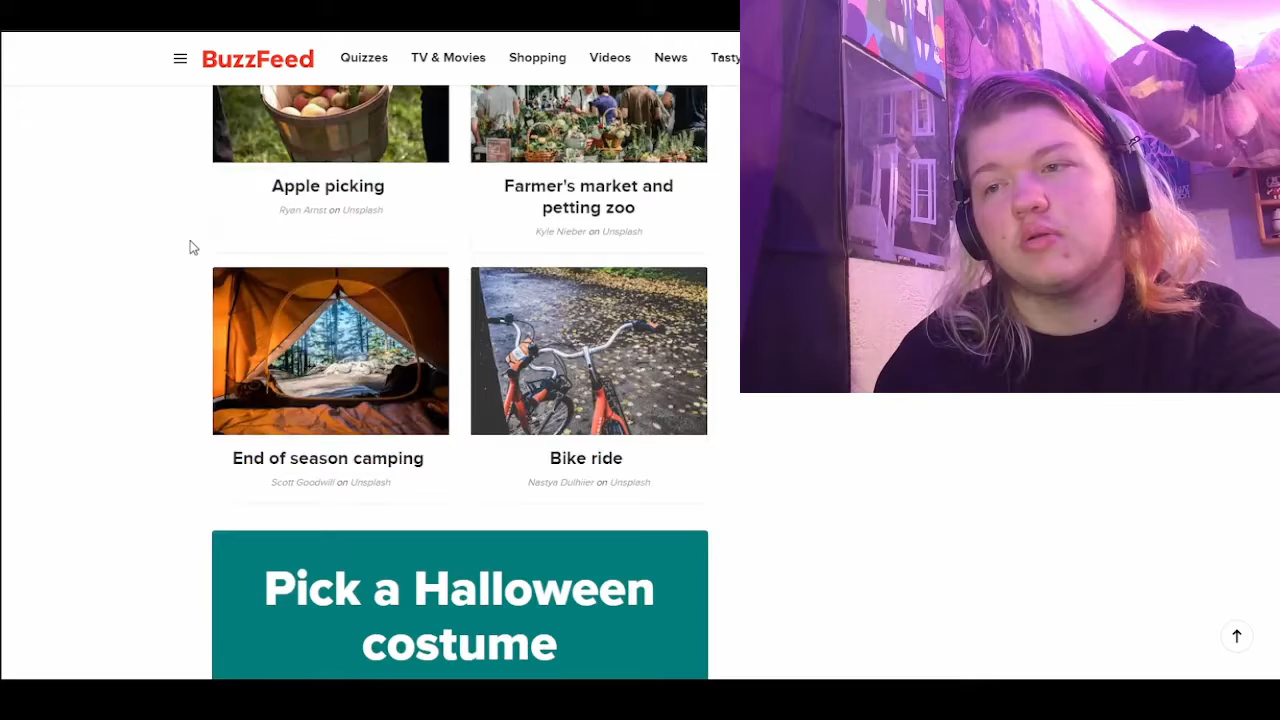 BuzzFeed
Quizzes
TV & Movies
Shopping
Videos
News
Tasty
Apple picking
Ryan Arnst on Unsplash
Farmer's market and
petting zoo
Kyle Nieber on Unsplash
End of season camping
Scott Goodwill on Unsplash
Bike ride
Nastya Dulhiier on Unsplash
Pick a Halloween
costume